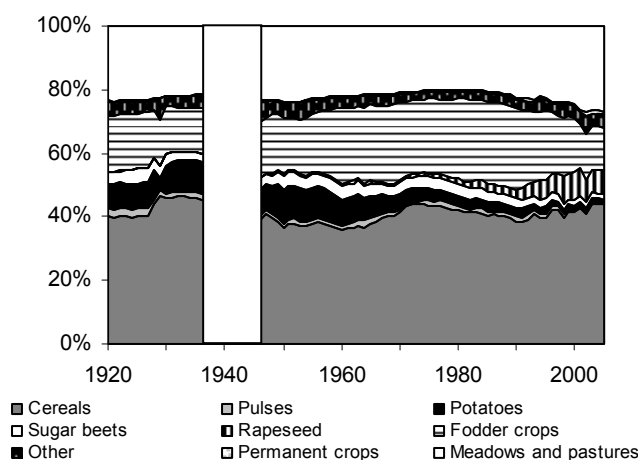 100%
80%
60%
40%
20%
0%
1920 1940 1960 1980 2000
Cereals Pulses Potatoes
Sugar beets Rapeseed Fodder crops
Other Permanent crops Meadows and pastures